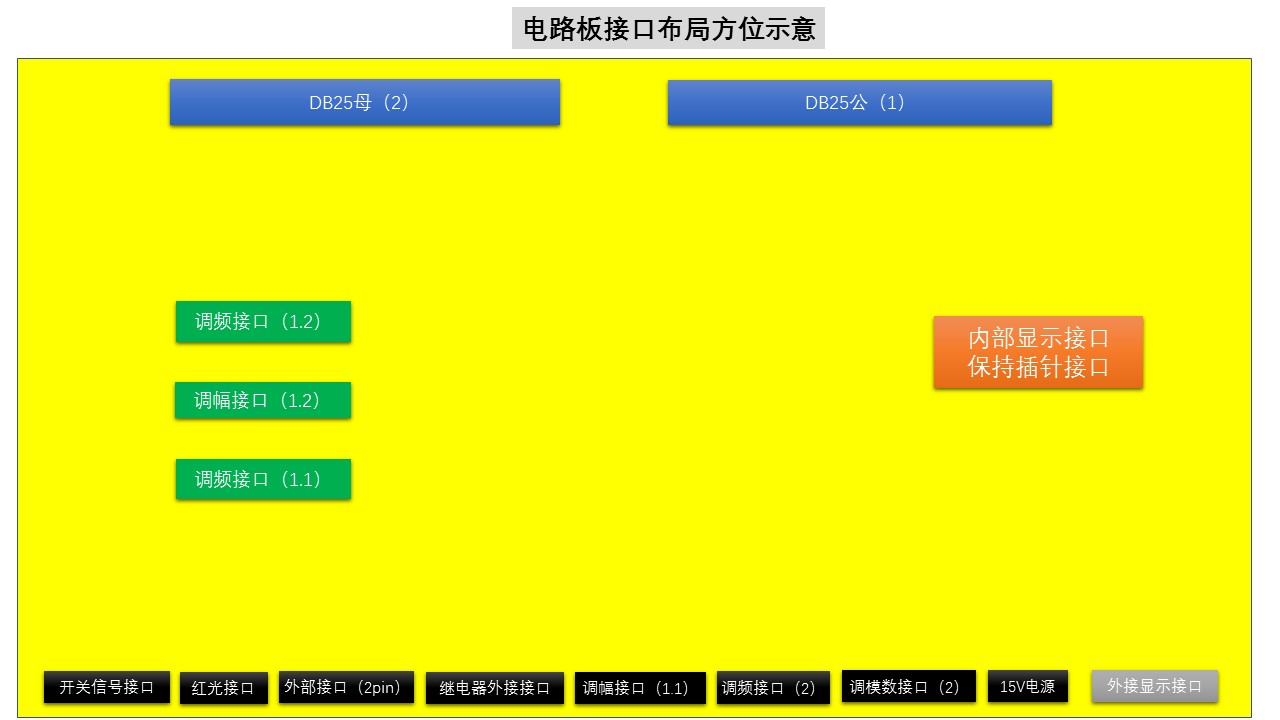 电路板接口布局方位示意
DB25母（2）
DB25公（1）
调频接口（1.2）
内部显示接口
保持插针接口
调幅接口（1.2）
调频接口（1.1）
开关信号接口
红光接口
外部接口（2pin）
继电器外接接口
调幅接口（1.1）
调频接口（2）
调模数接口（2）
15V电源
外接显示接口